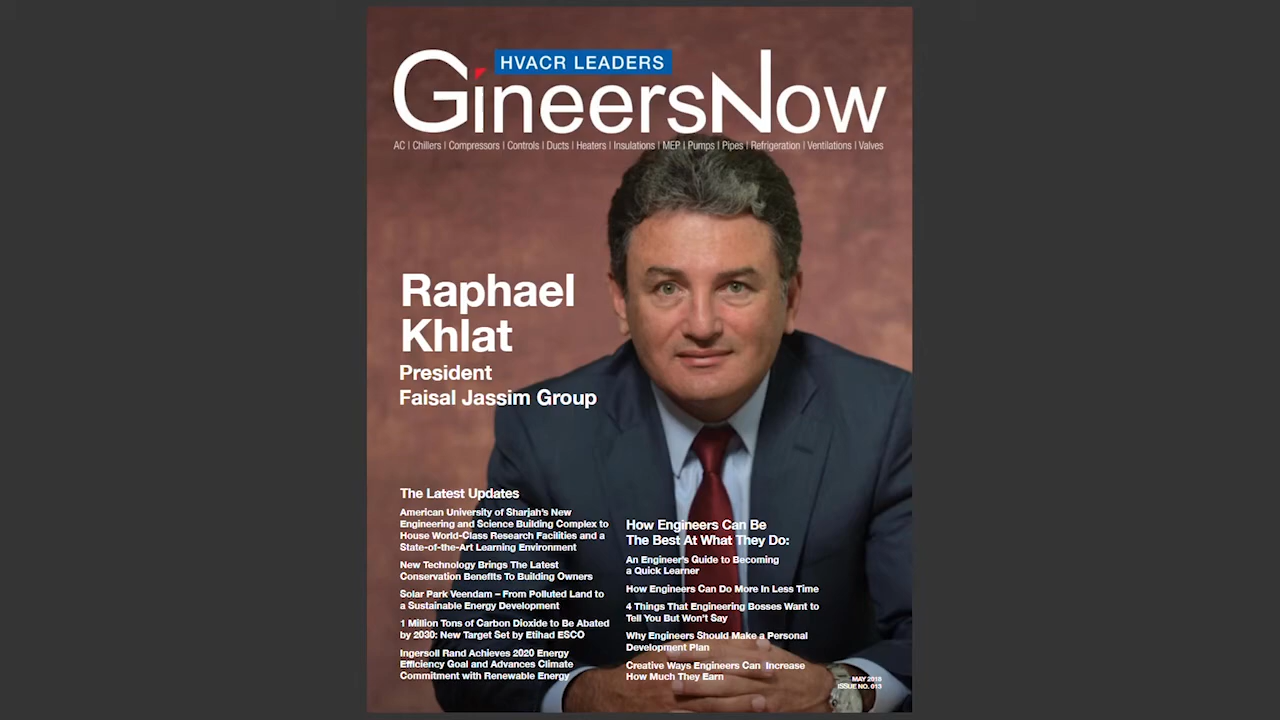 HVACR LEADERS
GineersNow
AC | Chillers | Compressors | Controls | Ducts | Heaters | Insulations | MEP | Pumps | Pipes | Refrigeration | Ventilations | Valves
Raphael
Khlat
President
Faisal Jassim Group
The Latest Updates
American University of Sharjah's New
Engineering and Science Building Complex to
House World-Class Research Facilities and a
State-of-the-Art Learning Environment
New Technology Brings The Latest
Conservation Benefits To Building Owners
Solar Park Veendam – From Polluted Land to
a Sustainable Energy Development
1 Million Tons of Carbon Dioxide to Be Abated
by 2030: New Target Set by Etihad ESCO
Ingersoll Rand Achieves 2020 Energy
Efficiency Goal and Advances Climate
Commitment with Renewable Energy
How Engineers Can Be
The Best At What They Do:
An Engineer's Guide to Becoming
a Quick Learner
How Engineers Can Do More In Less Time
4 Things That Engineering Bosses Want to
Tell You But Won't Say
Why Engineers Should Make a Personal
Development Plan
Creative Ways Engineers Can Increase
How Much They Earn
MAY 2018
ISSUE NO. 013